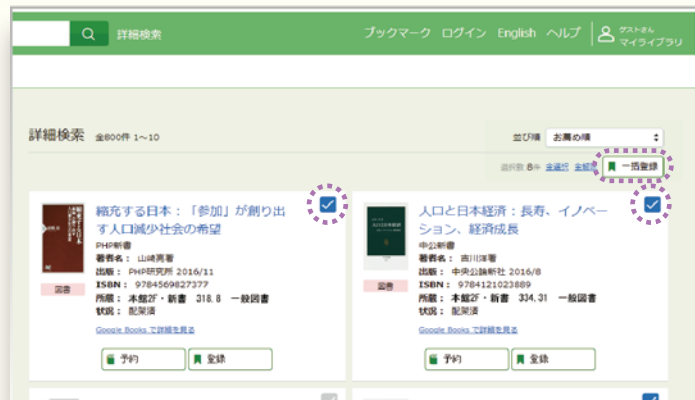 詳細検索
ブックマーク ログイン English ヘルプ
ゲストさん
マイライブラリ
詳細検索 全800件 1〜10
並び順 お薦め順
選択数 8件 全選択 全解除 一括登録
縮充する日本：「参加」が創り出
す人口減少社会の希望
PHP新書
著者名： 山崎亮著
出版： PHP研究所 2016/11
ISBN： 9784569827377
所蔵： 本館2F・新書 318.8 一般図書
状況： 配架済
図書
Google Books で詳細を見る
予約 登録
人口と日本経済：長寿、イノベー
ション、経済成長
中公新書
著者名： 吉川洋著
出版： 中央公論新社 2016/8
ISBN： 9784121023889
所蔵： 本館2F・新書 334.31 一般図書
状況： 配架済
図書
Google Books で詳細を見る
予約 登録